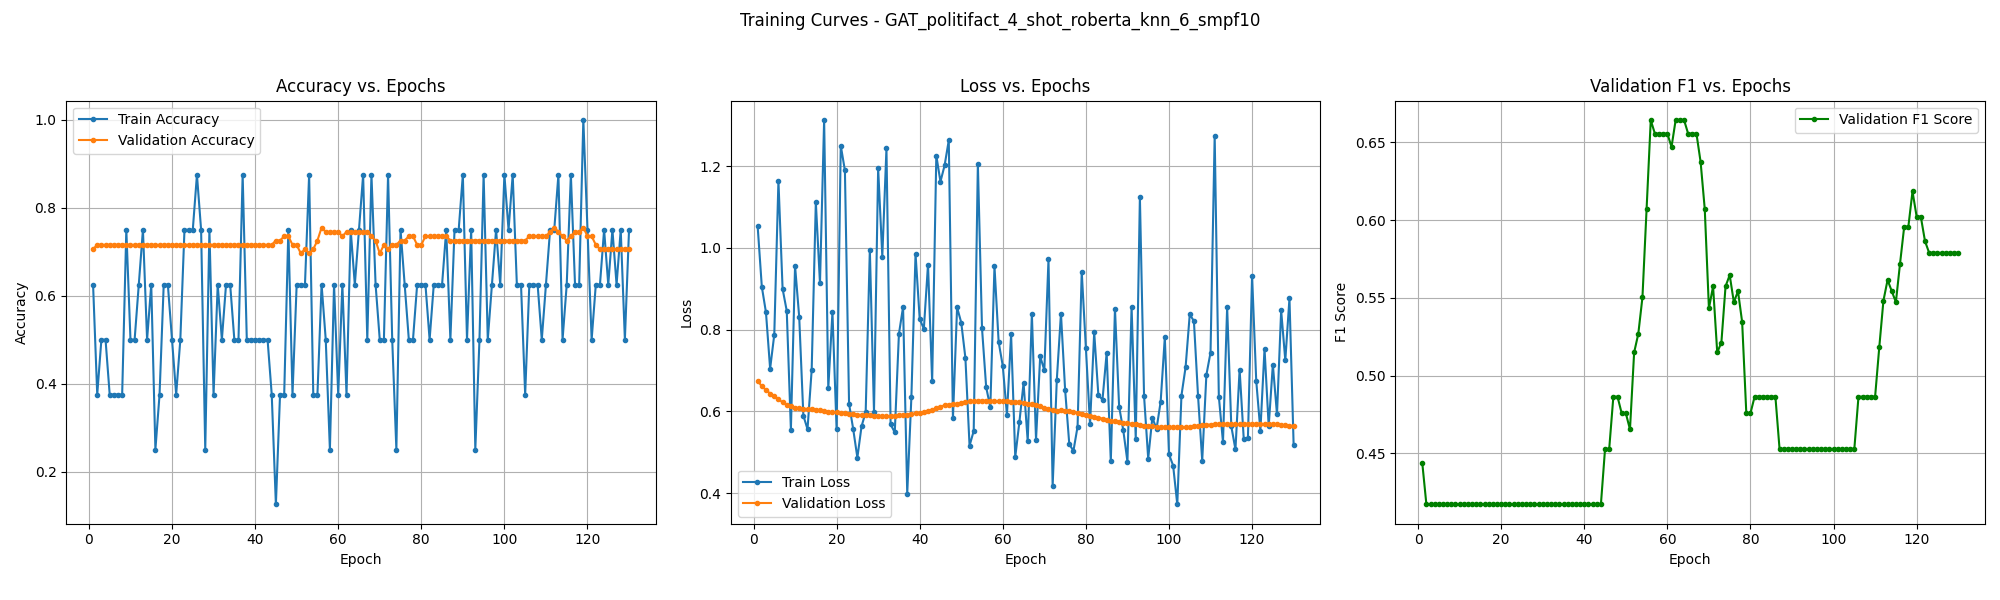 Training Curves - GAT_politifact_4_shot_roberta_knn_6_smpf10
Accuracy vs. Epochs
Train Accuracy
Validation Accuracy
1.0
0.8
0.6
0.4
0.2
Accuracy
0 20 40 60 80 100 120
Epoch
Loss vs. Epochs
1.2
1.0
0.8
0.6
0.4
Loss
Train Loss
Validation Loss
0 20 40 60 80 100 120
Epoch
Validation F1 vs. Epochs
Validation F1 Score
0.65
0.60
0.55
0.50
0.45
F1 Score
0 20 40 60 80 100 120
Epoch